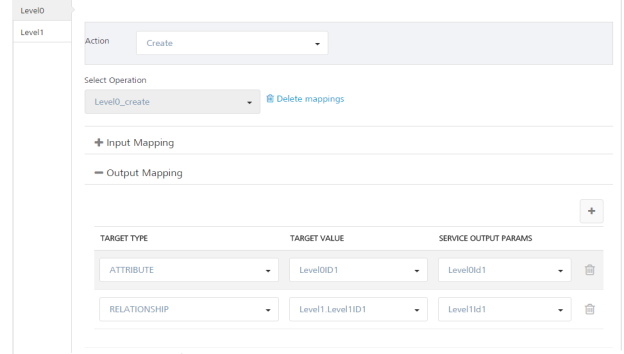 Level0
Level1
Action
Create
Select Operation
Level0_create
Delete mappings
Input Mapping
Output Mapping
+
TARGET TYPE TARGET VALUE SERVICE OUTPUT PARAMS
ATTRIBUTE Level0ID1 Level0Id1
RELATIONSHIP Level1.Level1ID1 Level1Id1